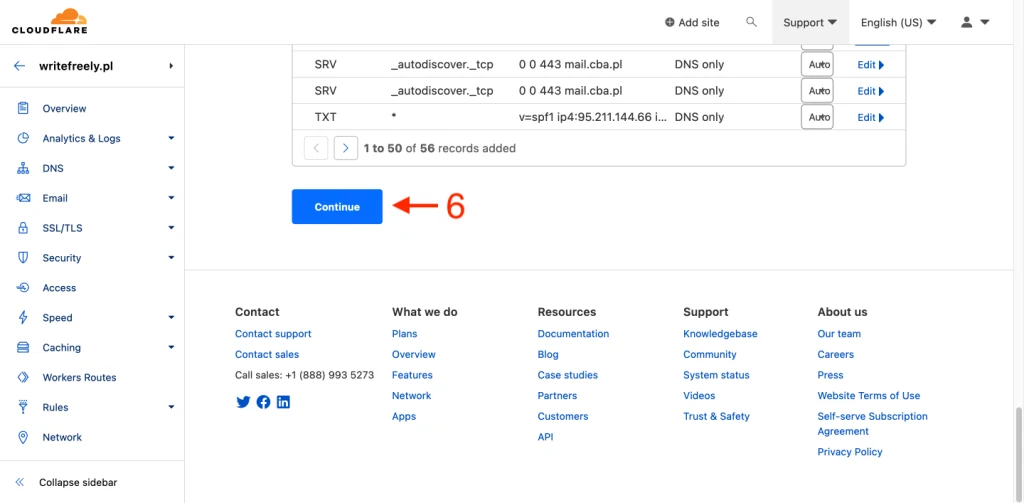 CLOUDFLARE
Add site
Support
English (US)
writefreely.pl
Overview
Analytics & Logs
DNS
Email
SSL/TLS
Security
Access
Speed
Caching
Workers Routes
Rules
Network
Collapse sidebar
SRV _autodiscover._tcp 0 0 443 mail.cba.pl DNS only Auto Edit
SRV _autodiscover._tcp 0 0 443 mail.cba.pl DNS only Auto Edit
TXT * v=spf1 ip4:95.211.144.66 i... DNS only Auto Edit
1 to 50 of 56 records added
Continue 6
Contact
Contact support
Contact sales
Call sales: +1 (888) 993 5273
What we do
Plans
Overview
Features
Network
Apps
Resources
Documentation
Blog
Case studies
Partners
Customers
API
Support
Knowledgebase
Community
System status
Videos
Trust & Safety
About us
Our team
Careers
Press
Website Terms of Use
Self-serve Subscription
Agreement
Privacy Policy